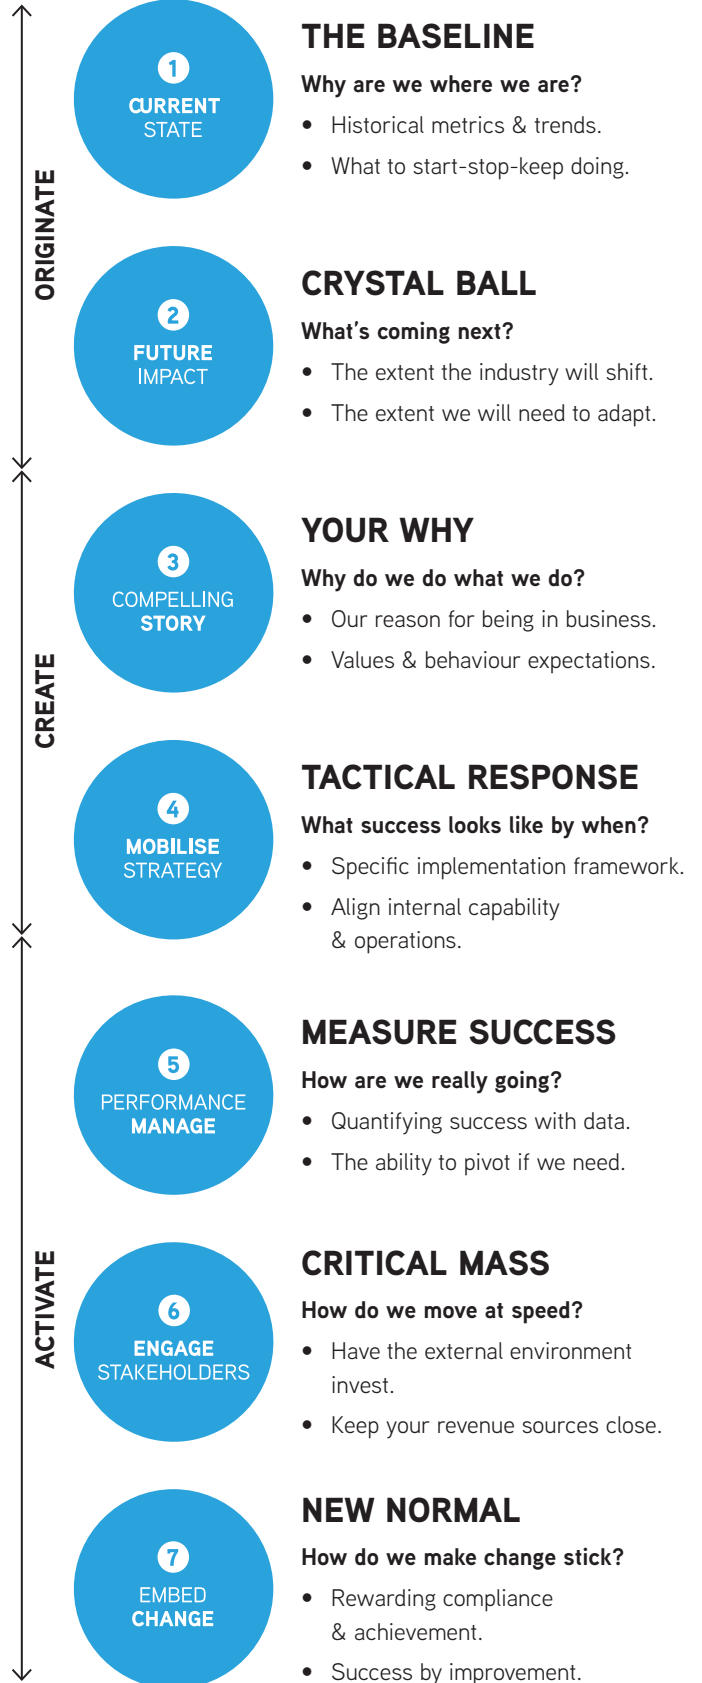 ORIGINATE
1
CURRENT
STATE
THE BASELINE
Why are we where we are?
• Historical metrics & trends.
• What to start-stop-keep doing.
2
FUTURE
IMPACT
CRYSTAL BALL
What's coming next?
• The extent the industry will shift.
• The extent we will need to adapt.
CREATE
3
COMPELLING
STORY
YOUR WHY
Why do we do what we do?
• Our reason for being in business.
• Values & behaviour expectations.
4
MOBILISE
STRATEGY
TACTICAL RESPONSE
What success looks like by when?
• Specific implementation framework.
• Align internal capability
& operations.
ACTIVATE
5
PERFORMANCE
MANAGE
MEASURE SUCCESS
How are we really going?
• Quantifying success with data.
• The ability to pivot if we need.
6
ENGAGE
STAKEHOLDERS
CRITICAL MASS
How do we move at speed?
• Have the external environment
invest.
• Keep your revenue sources close.
7
EMBED
CHANGE
NEW NORMAL
How do we make change stick?
• Rewarding compliance
& achievement.
• Success by improvement.